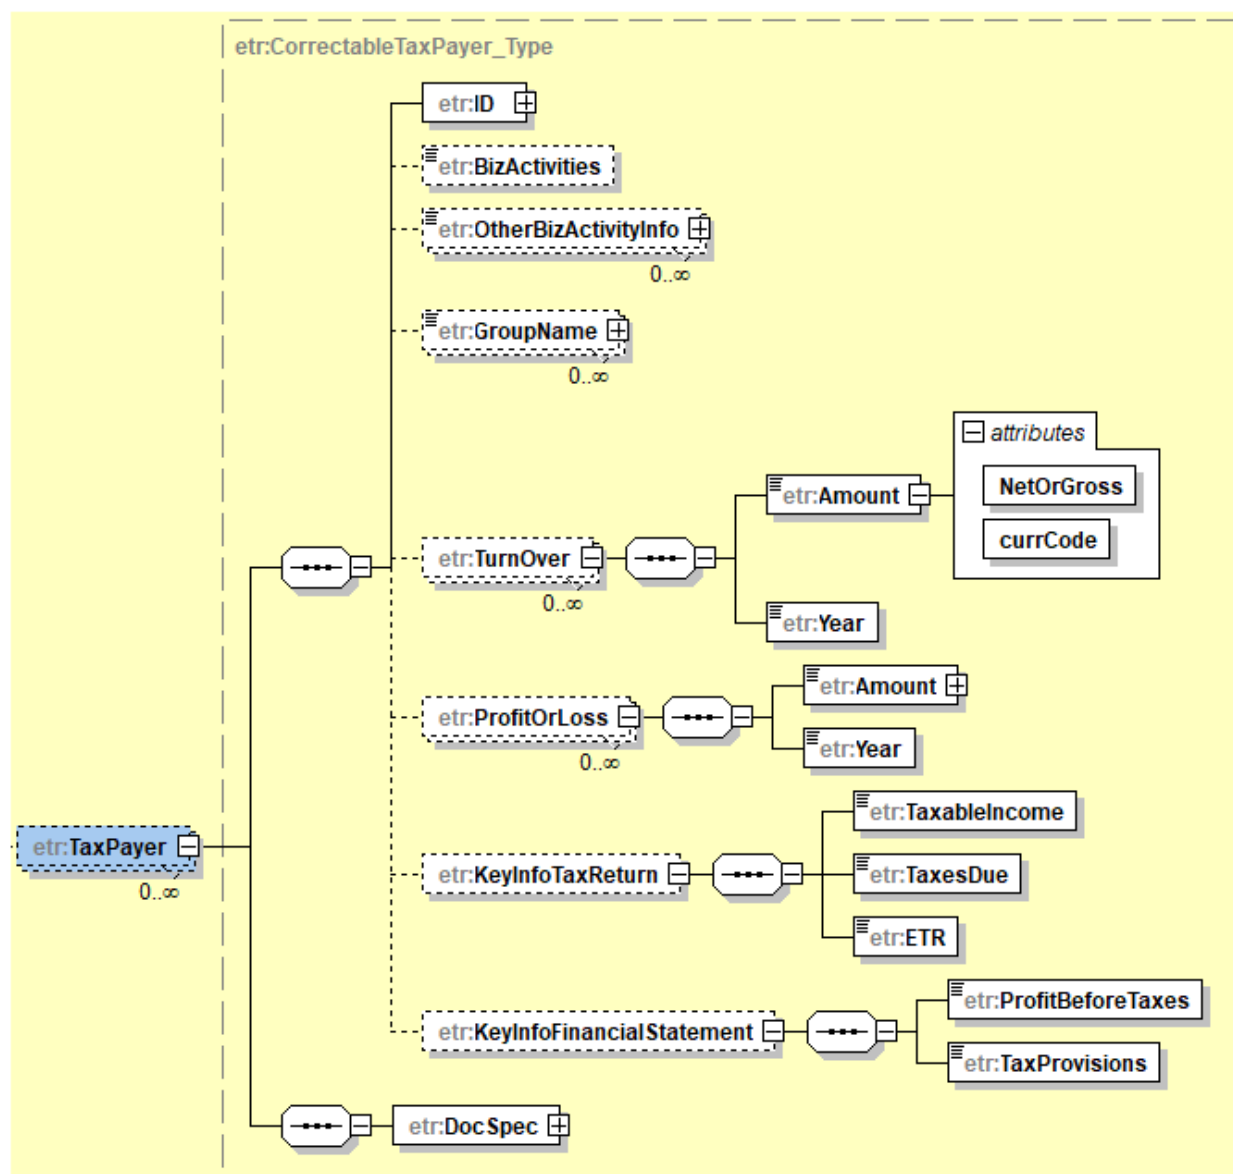 etr:CorrectableTaxPayer_Type
etr:ID
etr:BizActivities
etr:OtherBizActivityInfo
0..∞
etr:GroupName
0..∞
attributes
NetOrGross
currCode
etr:Amount
etr:TurnOver
0..∞
etr:Year
etr:Amount
etr:ProfitOrLoss
0..∞
etr:Year
etr:TaxPayer
0..∞
etr:TaxableIncome
etr:KeyInfoTaxReturn
etr:TaxesDue
etr:ETR
etr:ProfitBeforeTaxes
etr:KeyInfoFinancialStatement
etr:TaxProvisions
etr:DocSpec